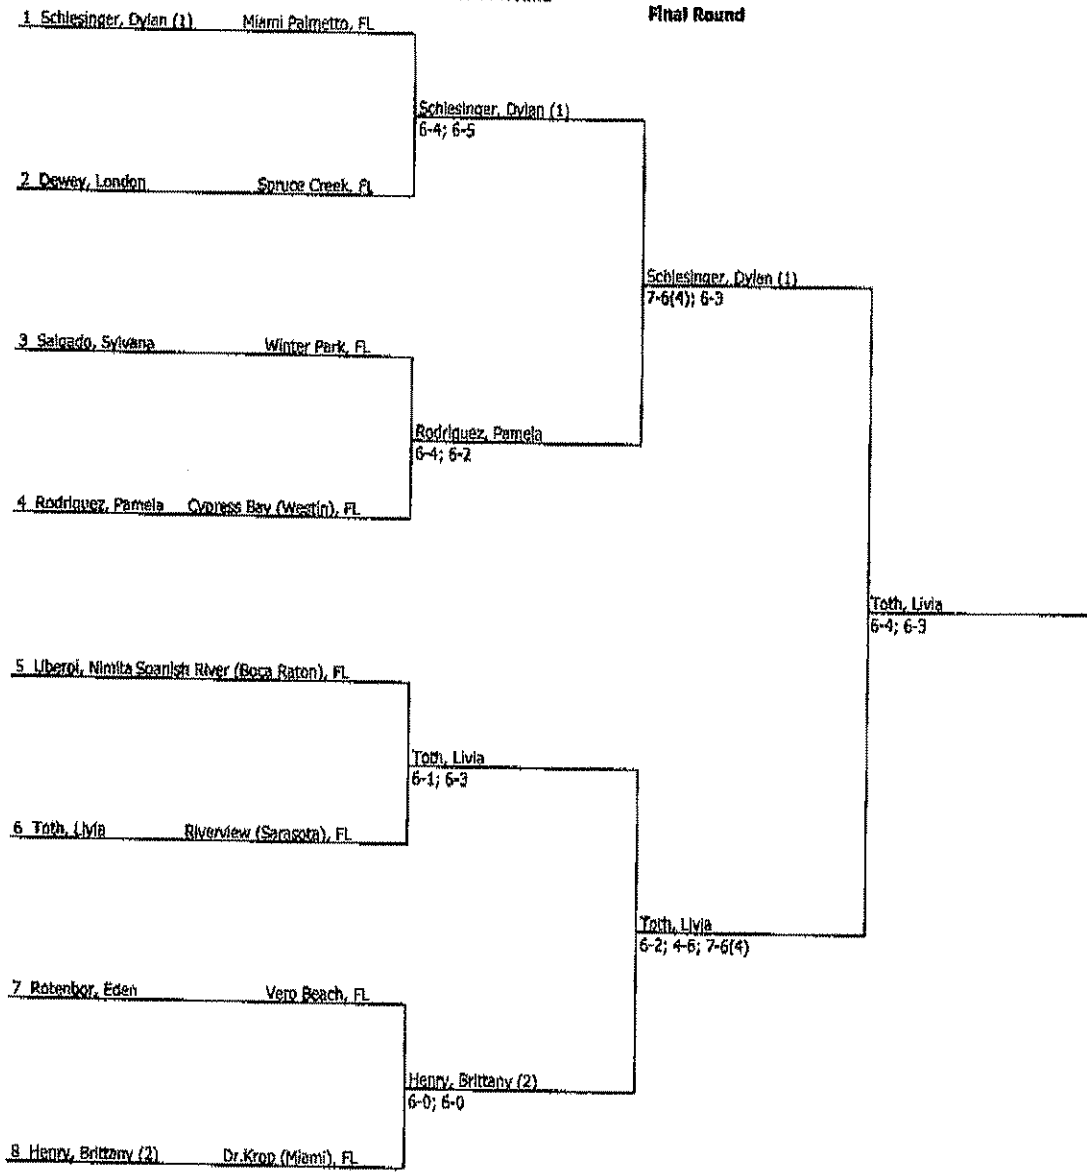 Final Round
1 Schlesinger, Dylan (1) Miami Palmetto, FL
Schlesinger, Dylan (1)
6-4; 6-5
2 Dewey, London Spruce Creek, FL
Schlesinger, Dylan (1)
7-6(4); 6-3
3 Salgado, Sylvana Winter Park, FL
Rodriguez, Pamela
6-4; 6-2
4 Rodriguez, Pamela Cypress Bay (Westin), FL
Toth, Livia
6-4; 6-3
5 Uberoi, Nimita Spanish River (Boca Raton), FL
Toth, Livia
6-1; 6-3
6 Toth, Livia Riverview (Sarasota), FL
Toth, Livia
6-2; 4-6; 7-6(4)
7 Rotenbor, Eden Vero Beach, FL
Henry, Brittany (2)
6-0; 6-0
8 Henry, Brittany (2) Dr.Krop (Miami), FL